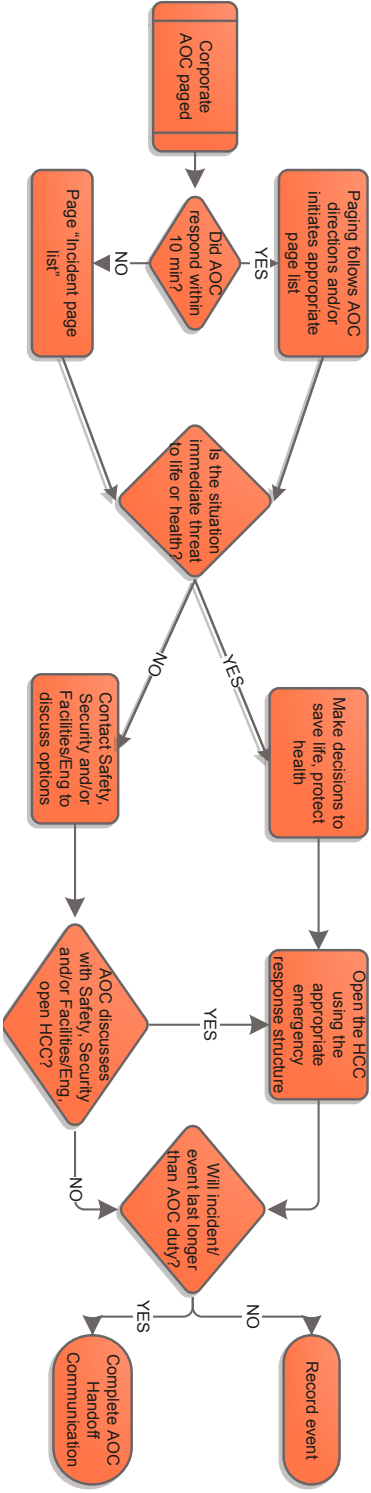 Corporate
AOC paged
Did AOC
respond within
10 min?
YES
NO
Paging follows AOC
directions and/or
initiates appropriate
page list
Page “Incident page
list”
Is the situation
immediate threat
to life or health?
YES
NO
Make decisions to
save life, protect
health
Contact Safety,
Security and/or
Facilities/Eng to
discuss options
Open the HCC
using the
appropriate
emergency
response structure
AOC discusses
with Safety, Security
and/or Facilities/Eng,
open HCC?
YES
NO
Will incident/
event last longer
than AOC duty?
NO
YES
Record event
Complete AOC
Handoff
Communication